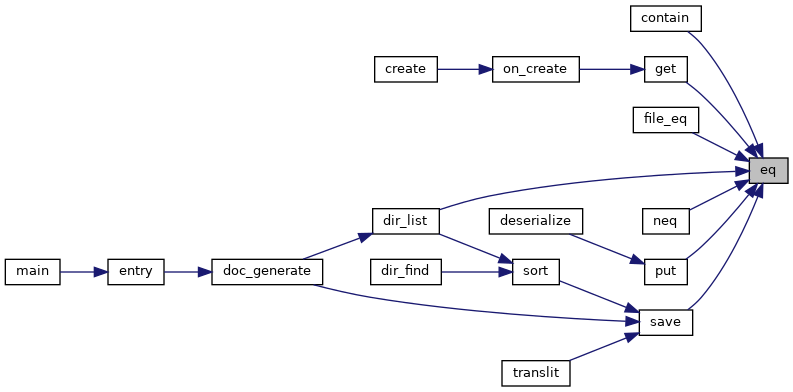 contain
create
on_create
get
file_eq
eq
dir_list
deserialize
neq
main
entry
doc_generate
dir_find
sort
put
save
translit